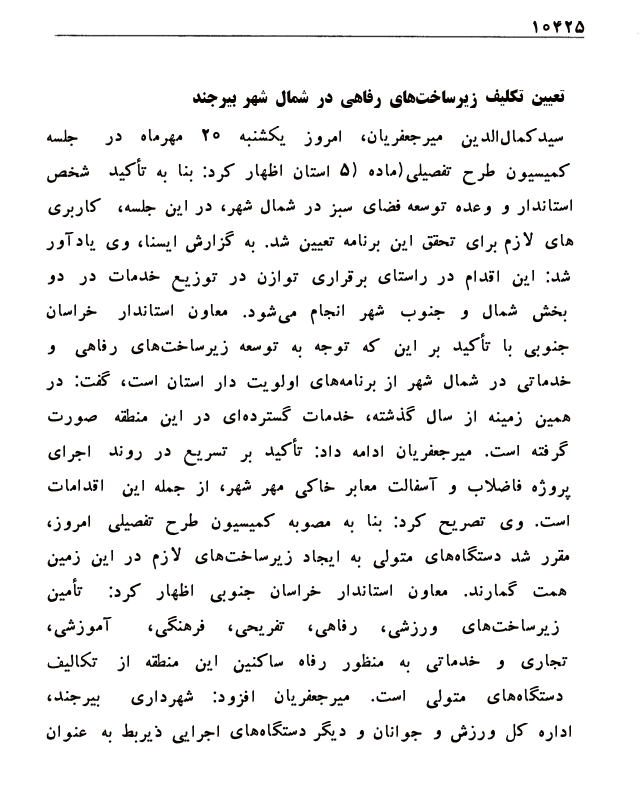 ۱۰۴۲۵
تعیین تکلیف زیرساخت‌های رفاهی در شمال شهر بیرجند
سیدکمال‌الدین میرجعفریان، امروز یکشنبه ۲۰ مهرماه در جلسه
کمیسیون طرح تفصیلی(ماده (۵ استان اظهار کرد: بنا به تأکید شخص
استاندار و وعده توسعه فضای سبز در شمال شهر، در این جلسه، کاربری
های لازم برای تحقق این برنامه تعیین شد. به گزارش ایسنا، وی یادآور
شد: این اقدام در راستای برقراری توازن در توزیع خدمات در دو
بخش شمال و جنوب شهر انجام می‌شود. معاون استاندار خراسان
جنوبی با تأکید بر این که توجه به توسعه زیرساخت‌های رفاهی و
خدماتی در شمال شهر از برنامه‌های اولویت دار استان است، گفت: در
همین زمینه از سال گذشته، خدمات گسترده‌ای در این منطقه صورت
گرفته است. میرجعفریان ادامه داد: تأکید بر تسریع در روند اجرای
پروژه فاضلاب و آسفالت معابر خاکی مهر شهر، از جمله این اقدامات
است. وی تصریح کرد: بنا به مصوبه کمیسیون طرح تفصیلی امروز،
مقرر شد دستگاه‌های متولی به ایجاد زیرساخت‌های لازم در این زمین
همت گمارند. معاون استاندار خراسان جنوبی اظهار کرد: تأمین
زیرساخت‌های ورزشی، رفاهی، تفریحی، فرهنگی، آموزشی،
تجاری و خدماتی به منظور رفاه ساکنین این منطقه از تکالیف
دستگاه‌های متولی است. میرجعفریان افزود: شهرداری بیرجند،
اداره کل ورزش و جوانان و دیگر دستگاه‌های اجرایی ذیربط به عنوان